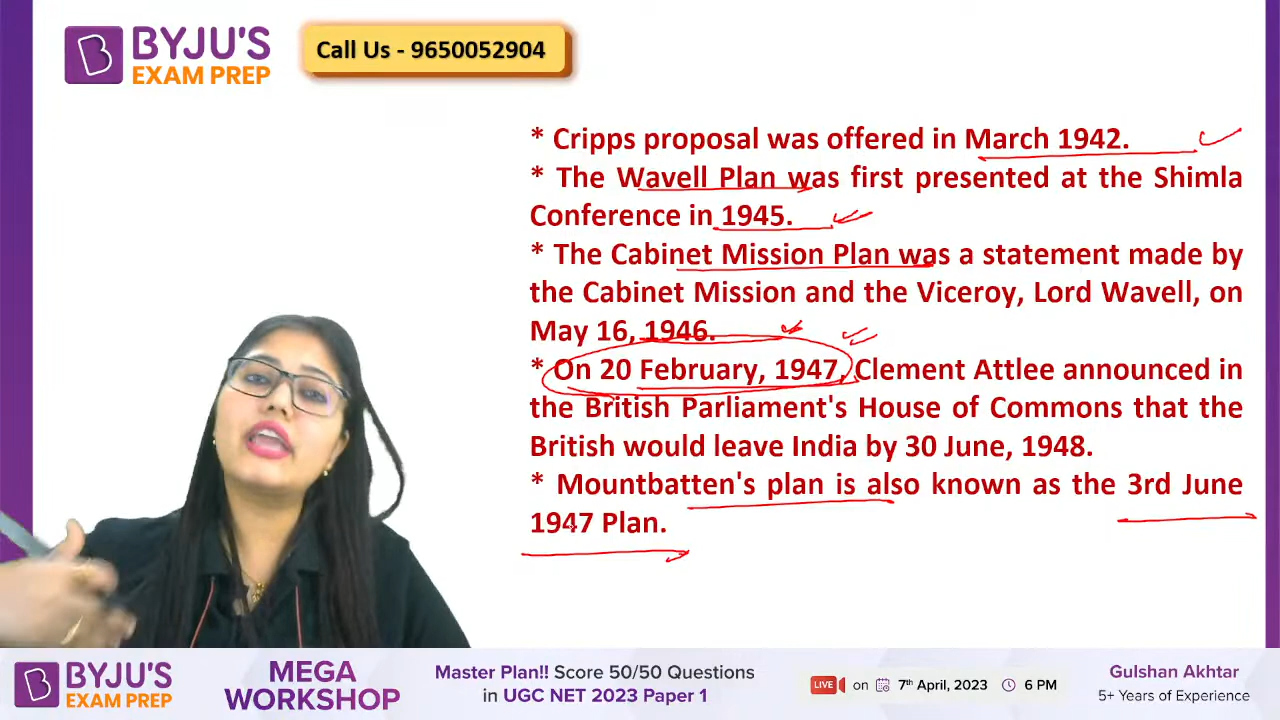 BYJU'S
EXAM PREP
Call Us - 9650052904
* Cripps proposal was offered in March 1942.
* The Wavell Plan was first presented at the Shimla
Conference in 1945.
* The Cabinet Mission Plan was a statement made by
the Cabinet Mission and the Viceroy, Lord Wavell, on
May 16, 1946.
* On 20 February, 1947, Clement Attlee announced in
the British Parliament's House of Commons that the
British would leave India by 30 June, 1948.
* Mountbatten's plan is also known as the 3rd June
1947 Plan.
BYJU'S
EXAM PREP
MEGA
WORKSHOP
Master Plan!! Score 50/50 Questions
in UGC NET 2023 Paper 1
LIVE on 7th April, 2023 6 PM
Gulshan Akhtar
5+ Years of Experience